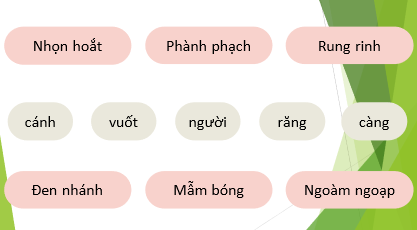 Nhọn hoắt Phành phạch Rung rinh
cánh vuốt người răng càng
Đen nhánh Mẫm bóng Ngoàm ngoạp